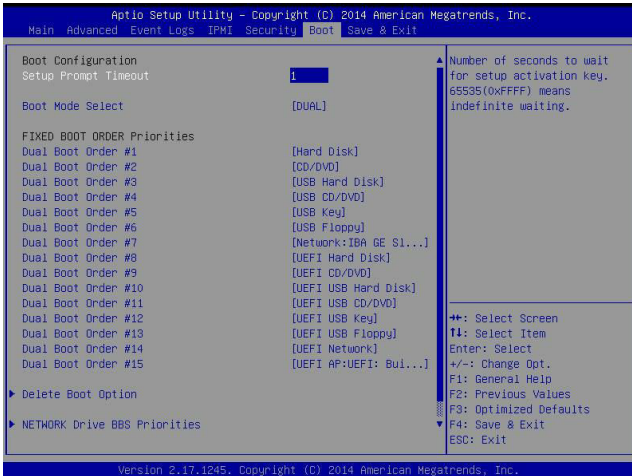 Aptio Setup Utility - Copyright (C) 2014 American Megatrends, Inc.
Main Advanced Event Logs IPMI Security Boot Save & Exit
Boot Configuration
Setup Prompt Timeout 1
Boot Mode Select [DUAL]
FIXED BOOT ORDER Priorities
Dual Boot Order #1 [Hard Disk]
Dual Boot Order #2 [CD/DVD]
Dual Boot Order #3 [USB Hard Disk]
Dual Boot Order #4 [USB CD/DVD]
Dual Boot Order #5 [USB Key]
Dual Boot Order #6 [USB Floppy]
Dual Boot Order #7 [Network:IBA GE Sl...]
Dual Boot Order #8 [UEFI Hard Disk]
Dual Boot Order #9 [UEFI CD/DVD]
Dual Boot Order #10 [UEFI USB Hard Disk]
Dual Boot Order #11 [UEFI USB CD/DVD]
Dual Boot Order #12 [UEFI USB Key]
Dual Boot Order #13 [UEFI USB Floppy]
Dual Boot Order #14 [UEFI Network]
Dual Boot Order #15 [UEFI AP:UEFI: Bui...]
Delete Boot Option
NETWORK Drive BBS Priorities
Number of seconds to wait
for setup activation key.
65535(0xFFFF) means
indefinite waiting.
→←: Select Screen
↑↓: Select Item
Enter: Select
+/-: Change Opt.
F1: General Help
F2: Previous Values
F3: Optimized Defaults
F4: Save & Exit
ESC: Exit
Version 2.17.1245. Copyright (C) 2014 American Megatrends, Inc.